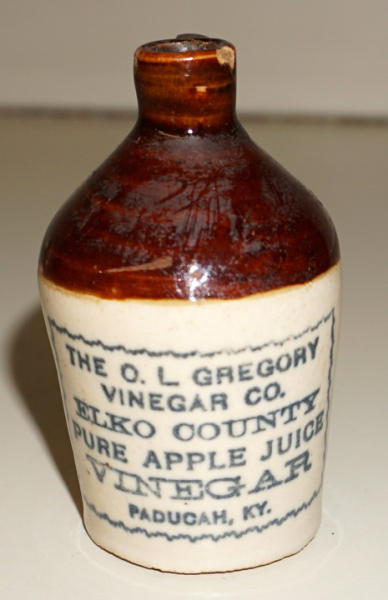 THE O. L GREGORY
VINEGAR CO.
ELKO COUNTY
PURE APPLE JUICE
VINEGAR
PADUCAH, KY.